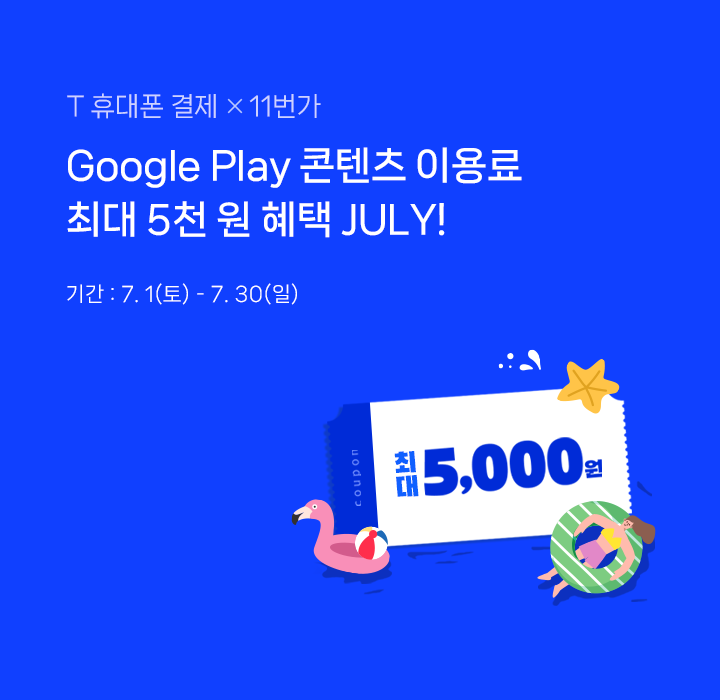 T 휴대폰 결제 × 11번가
Google Play 콘텐츠 이용료
최대 5천 원 혜택 JULY!
기간 : 7. 1(토) - 7. 30(일)
coupon
최대 5,000원